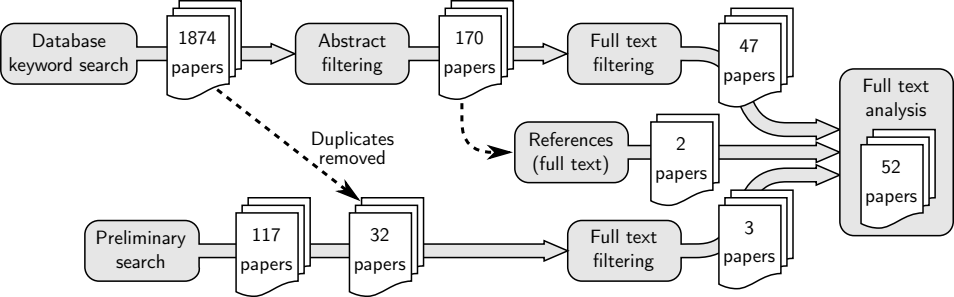 Database
keyword search
1874
papers
Abstract
filtering
170
papers
Full text
filtering
47
papers
Full text
analysis
52
papers
Duplicates
removed
References
(full text)
2
papers
Preliminary
search
117
papers
32
papers
Full text
filtering
3
papers